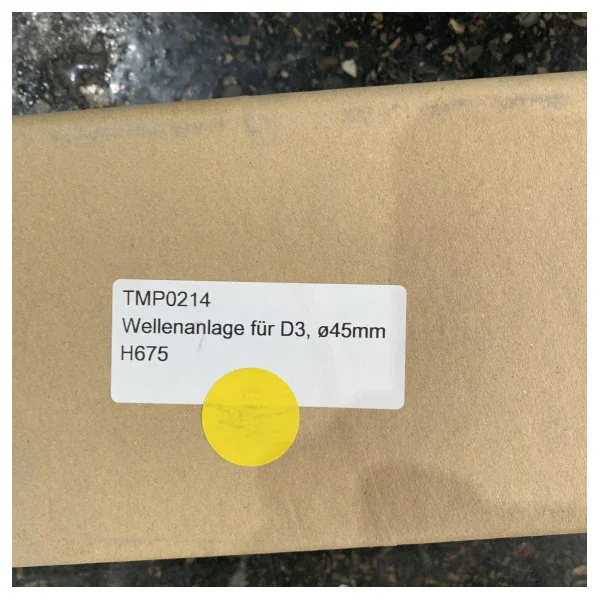 TMP0214
Wellenanlage für D3, ø45mm
H675